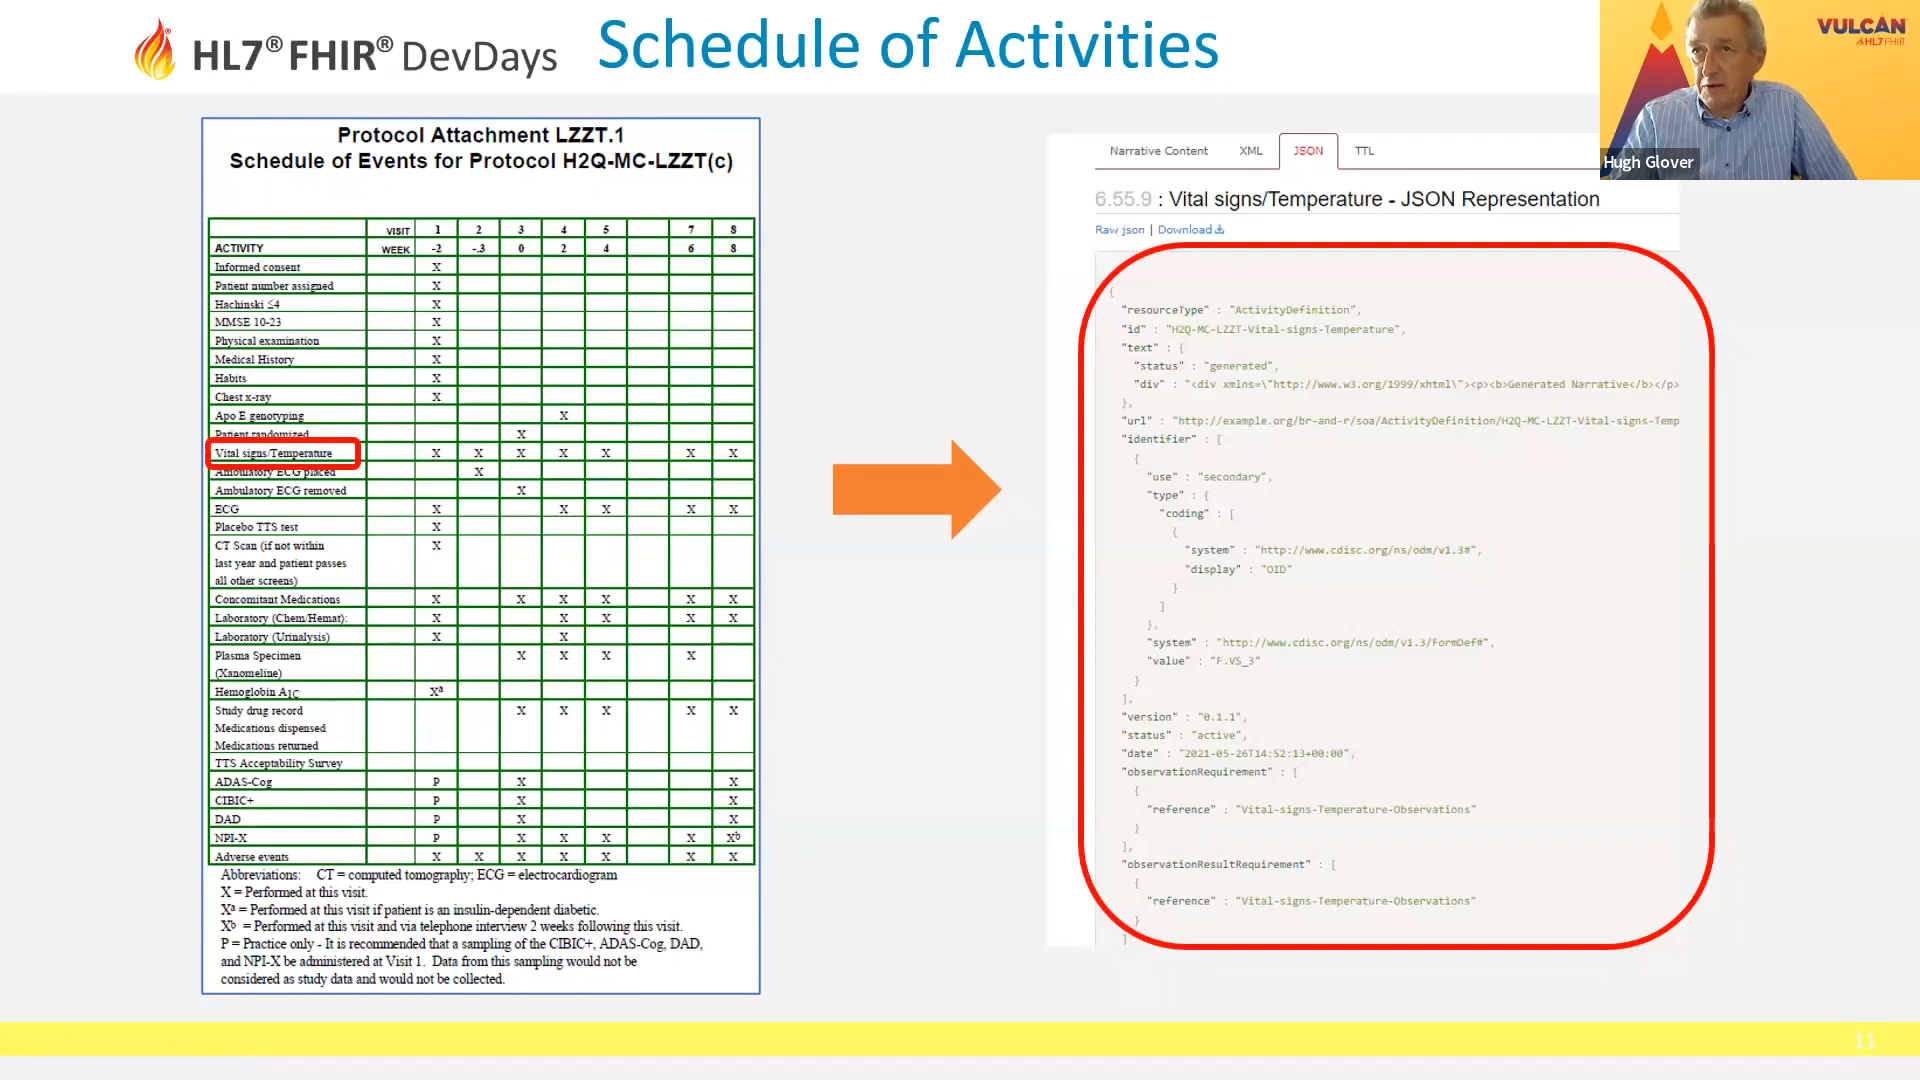 HL7® FHIR® DevDays
Schedule of Activities
VULCAN
HL7 FHIR
Hugh Glover
Protocol Attachment LZZT.1
Schedule of Events for Protocol H2Q-MC-LZZT(c)
VISIT 1 2 3 4 5 7 8
ACTIVITY WEEK -2 -.3 0 2 4 6 8
Informed consent X
Patient number assigned X
Hachinski ≤4 X
MMSE 10-23 X
Physical examination X
Medical History X
Habits X
Chest x-ray X
Apo E genotyping X
Patient randomized X
Vital signs/Temperature X X X X X X X
Ambulatory ECG placed X
Ambulatory ECG removed X
ECG X X X X X
Placebo TTS test X
CT Scan (if not within X
last year and patient passes
all other screens)
Concomitant Medications X X X X X X
Laboratory (Chem/Hemat): X X X X X
Laboratory (Urinalysis) X X
Plasma Specimen X X X X
(Xanomeline)
Hemoglobin A1C Xa
Study drug record X X X X X
Medications dispensed
Medications returned
TTS Acceptability Survey
ADAS-Cog P X X
CIBIC+ P X X
DAD P X X
NPI-X P X X X X Xb
Adverse events X X X X X X X
Abbreviations: CT = computed tomography; ECG = electrocardiogram
X = Performed at this visit.
Xa = Performed at this visit if patient is an insulin-dependent diabetic.
Xb = Performed at this visit and via telephone interview 2 weeks following this visit.
P = Practice only - It is recommended that a sampling of the CIBIC+, ADAS-Cog, DAD,
and NPI-X be administered at Visit 1. Data from this sampling would not be
considered as study data and would not be collected.
Narrative Content XML JSON TTL
6.55.9 : Vital signs/Temperature - JSON Representation
Raw json | Download
{
"resourceType" : "ActivityDefinition",
"id" : "H2Q-MC-LZZT-Vital-signs-Temperature",
"text" : {
"status" : "generated",
"div" : "<div xmlns=\"http://www.w3.org/1999/xhtml\"><p><b>Generated Narrative</b></p>
},
"url" : "http://example.org/br-and-r/soa/ActivityDefinition/H2Q-MC-LZZT-Vital-signs-Temp
"identifier" : [
{
"use" : "secondary",
"type" : {
"coding" : [
{
"system" : "http://www.cdisc.org/ns/odm/v1.3#",
"display" : "OID"
}
]
},
"system" : "http://www.cdisc.org/ns/odm/v1.3/FormDef#",
"value" : "F.VS_3"
}
],
"version" : "0.1.1",
"status" : "active",
"date" : "2021-05-26T14:52:13+00:00",
"observationRequirement" : [
{
"reference" : "Vital-signs-Temperature-Observations"
}
],
"observationResultRequirement" : [
{
"reference" : "Vital-signs-Temperature-Observations"
}
]
11